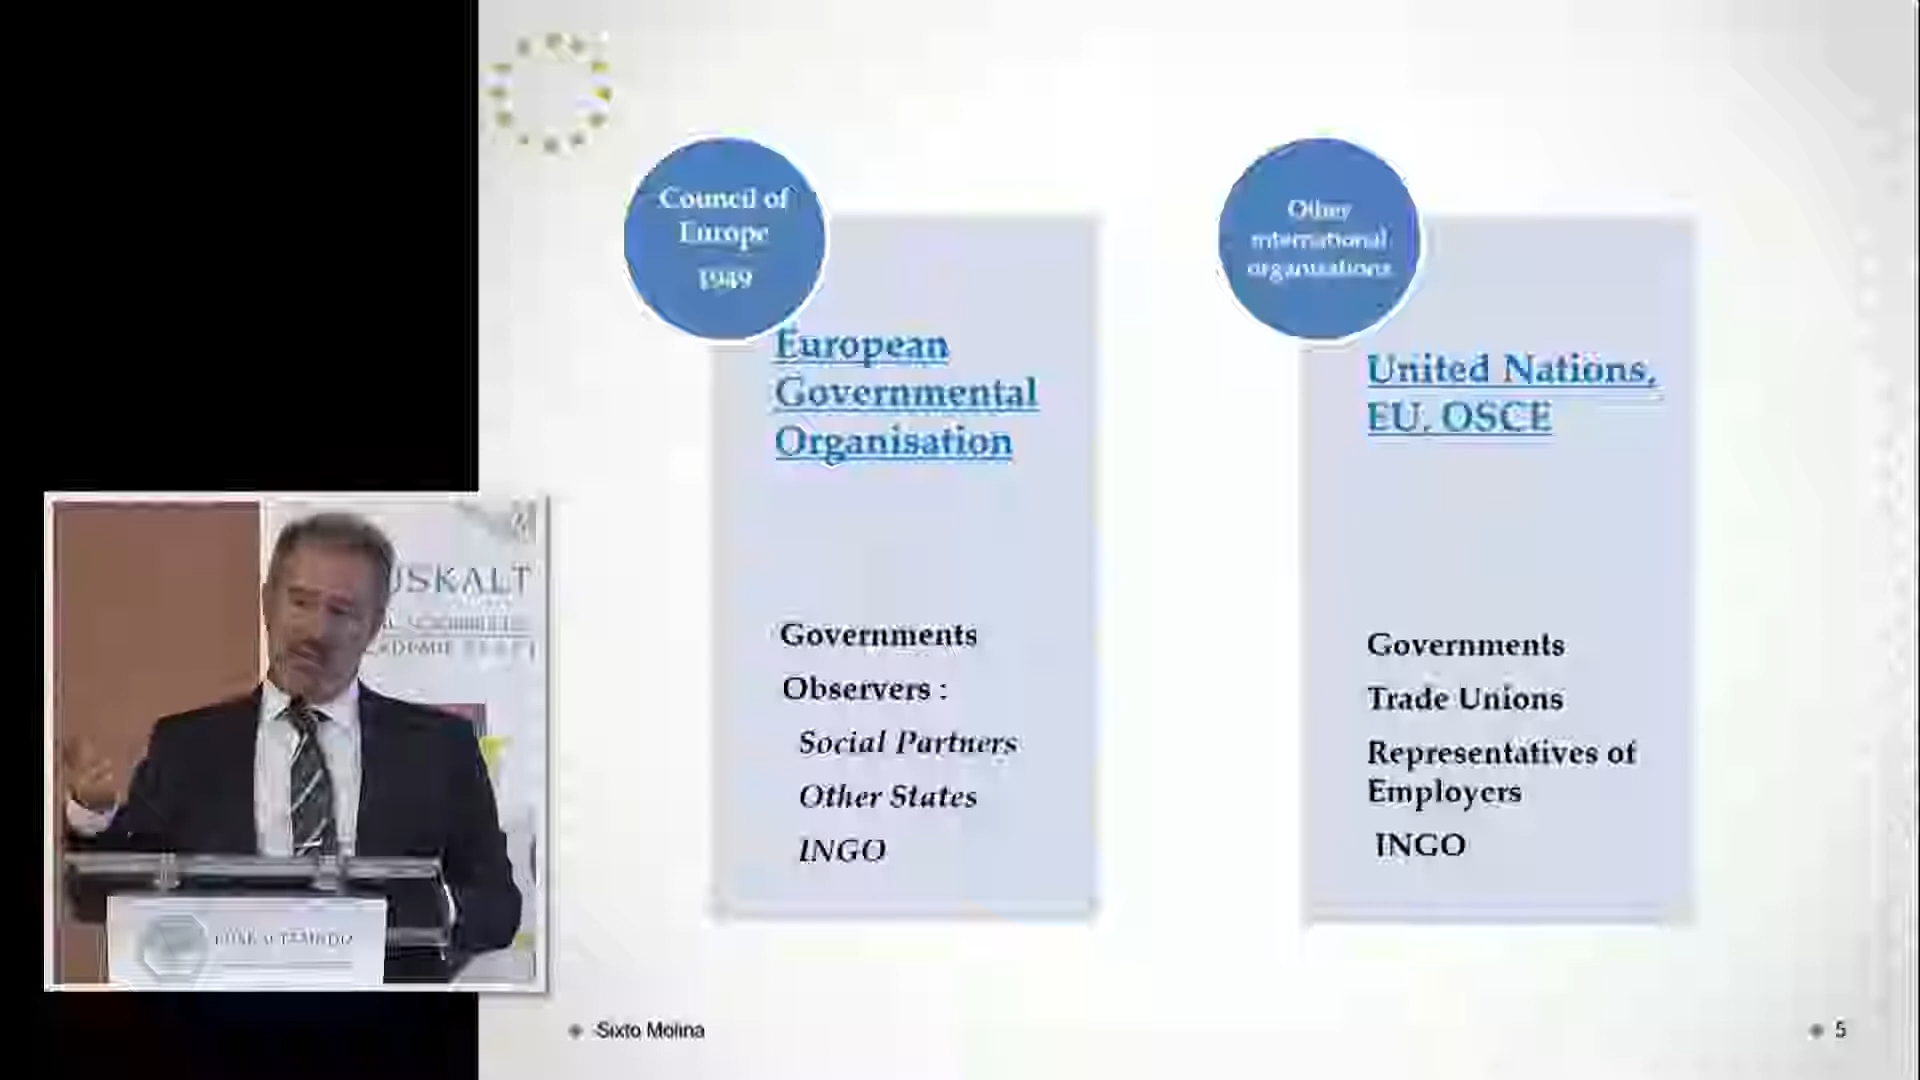 Council of
Europe
1949
European
Governmental
Organisation
Governments
Observers :
Social Partners
Other States
INGO
Other
international
organisations
United Nations,
EU, OSCE
Governments
Trade Unions
Representatives of
Employers
INGO
USKALT
Sixto Molina
5